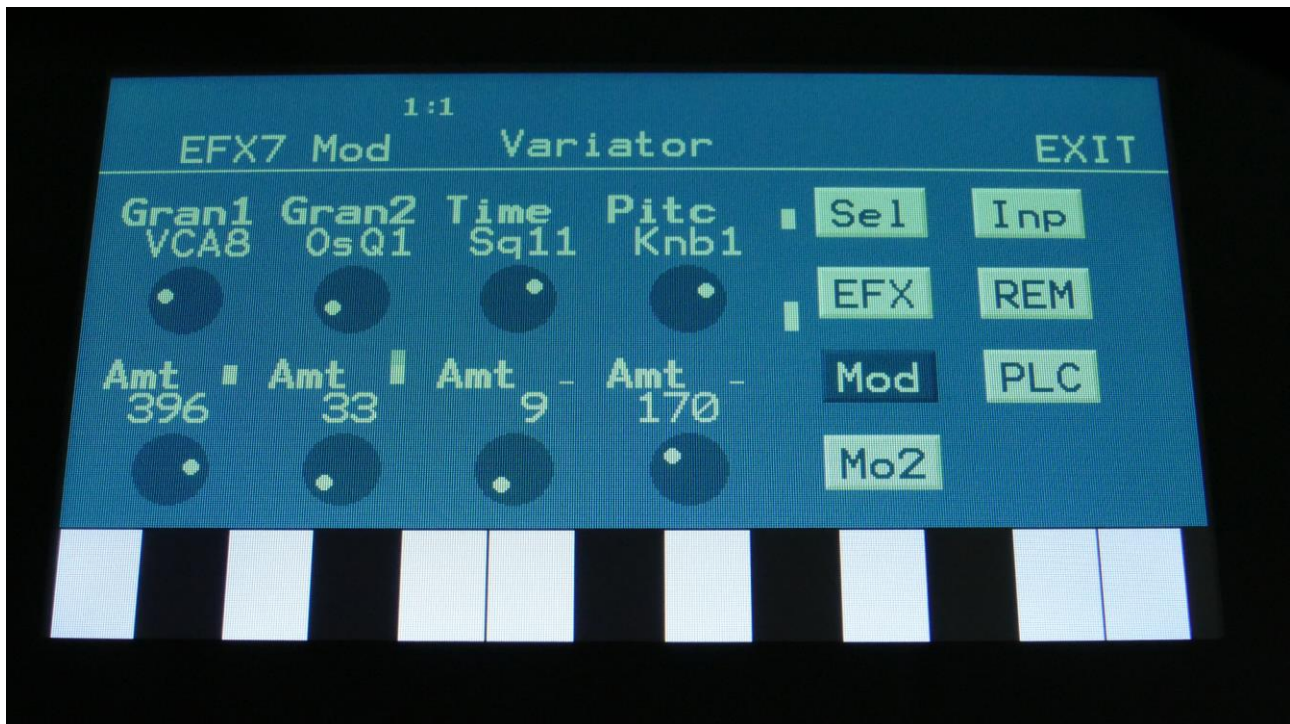 1:1
EFX7 Mod Variator EXIT
Gran1 Gran2 Time Pitc Sel Inp
VCA8 OsQ1 Sq11 Knb1
EFX REM
Amt Amt Amt Amt Mod PLC
396 33 9 170
Mo2